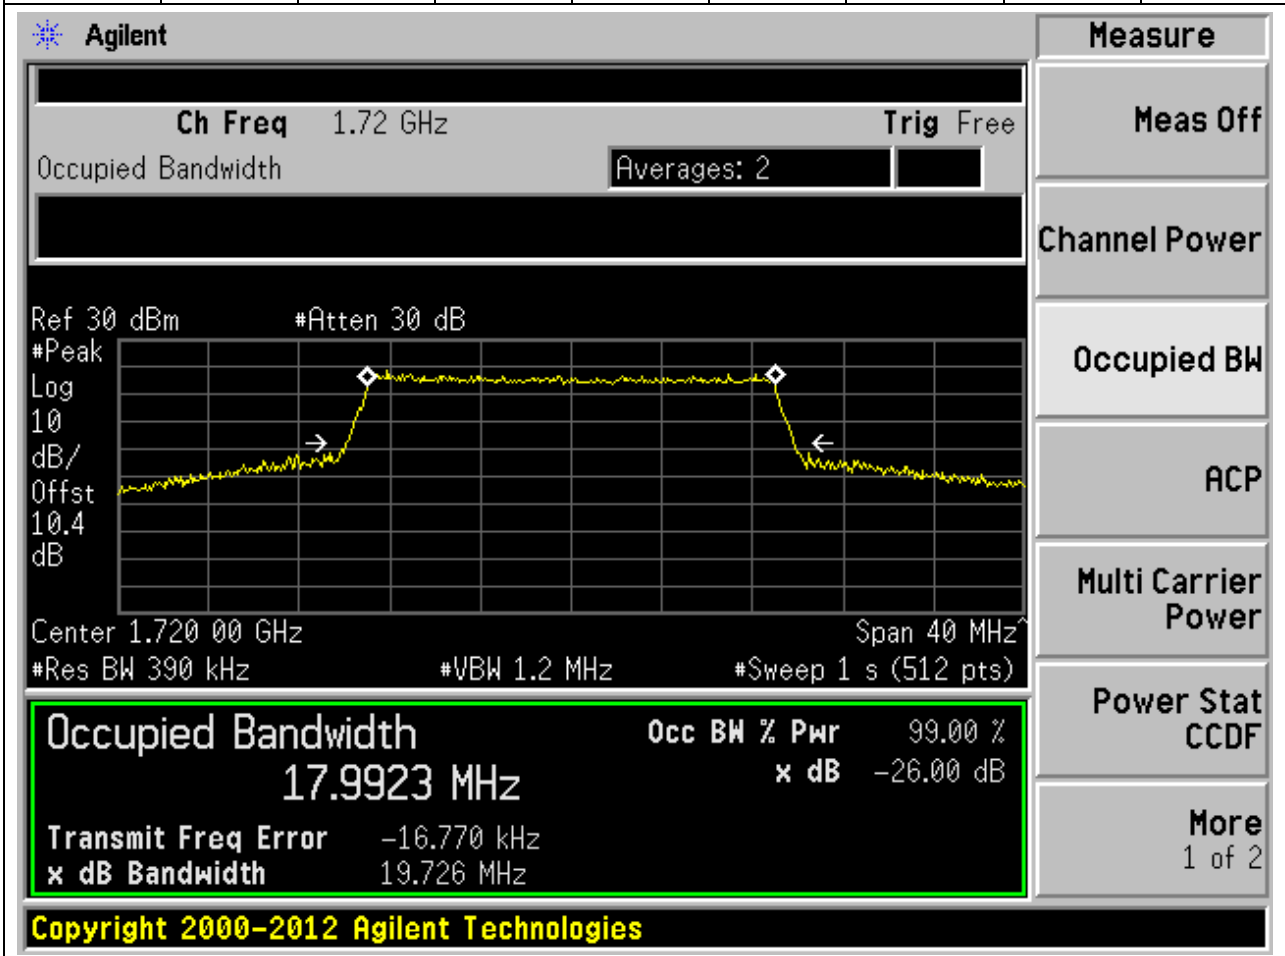 Agilent
Measure
Ch Freq 1.72 GHz Trig Free
Occupied Bandwidth Averages: 2
Meas Off
Channel Power
Occupied BW
ACP
Multi Carrier
Power
Power Stat
CCDF
More
1 of 2
Ref 30 dBm #Atten 30 dB
#Peak
Log
10
dB/
Offst
10.4
dB
Center 1.720 00 GHz Span 40 MHz^
#Res BW 390 kHz #VBW 1.2 MHz #Sweep 1 s (512 pts)
Occupied Bandwidth
17.9923 MHz
Occ BW % Pwr 99.00 %
x dB -26.00 dB
Transmit Freq Error -16.770 kHz
x dB Bandwidth 19.726 MHz
Copyright 2000-2012 Agilent Technologies